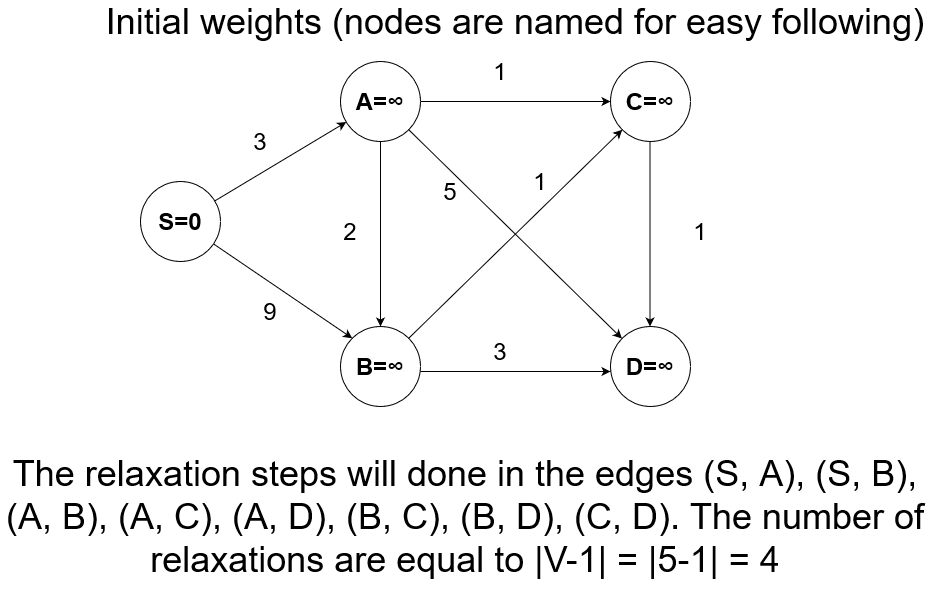 Initial weights (nodes are named for easy following)
1
A=∞
C=∞
3
5
1
S=0
2
1
9
3
B=∞
D=∞
The relaxation steps will done in the edges (S, A), (S, B),
(A, B), (A, C), (A, D), (B, C), (B, D), (C, D). The number of
relaxations are equal to |V-1| = |5-1| = 4